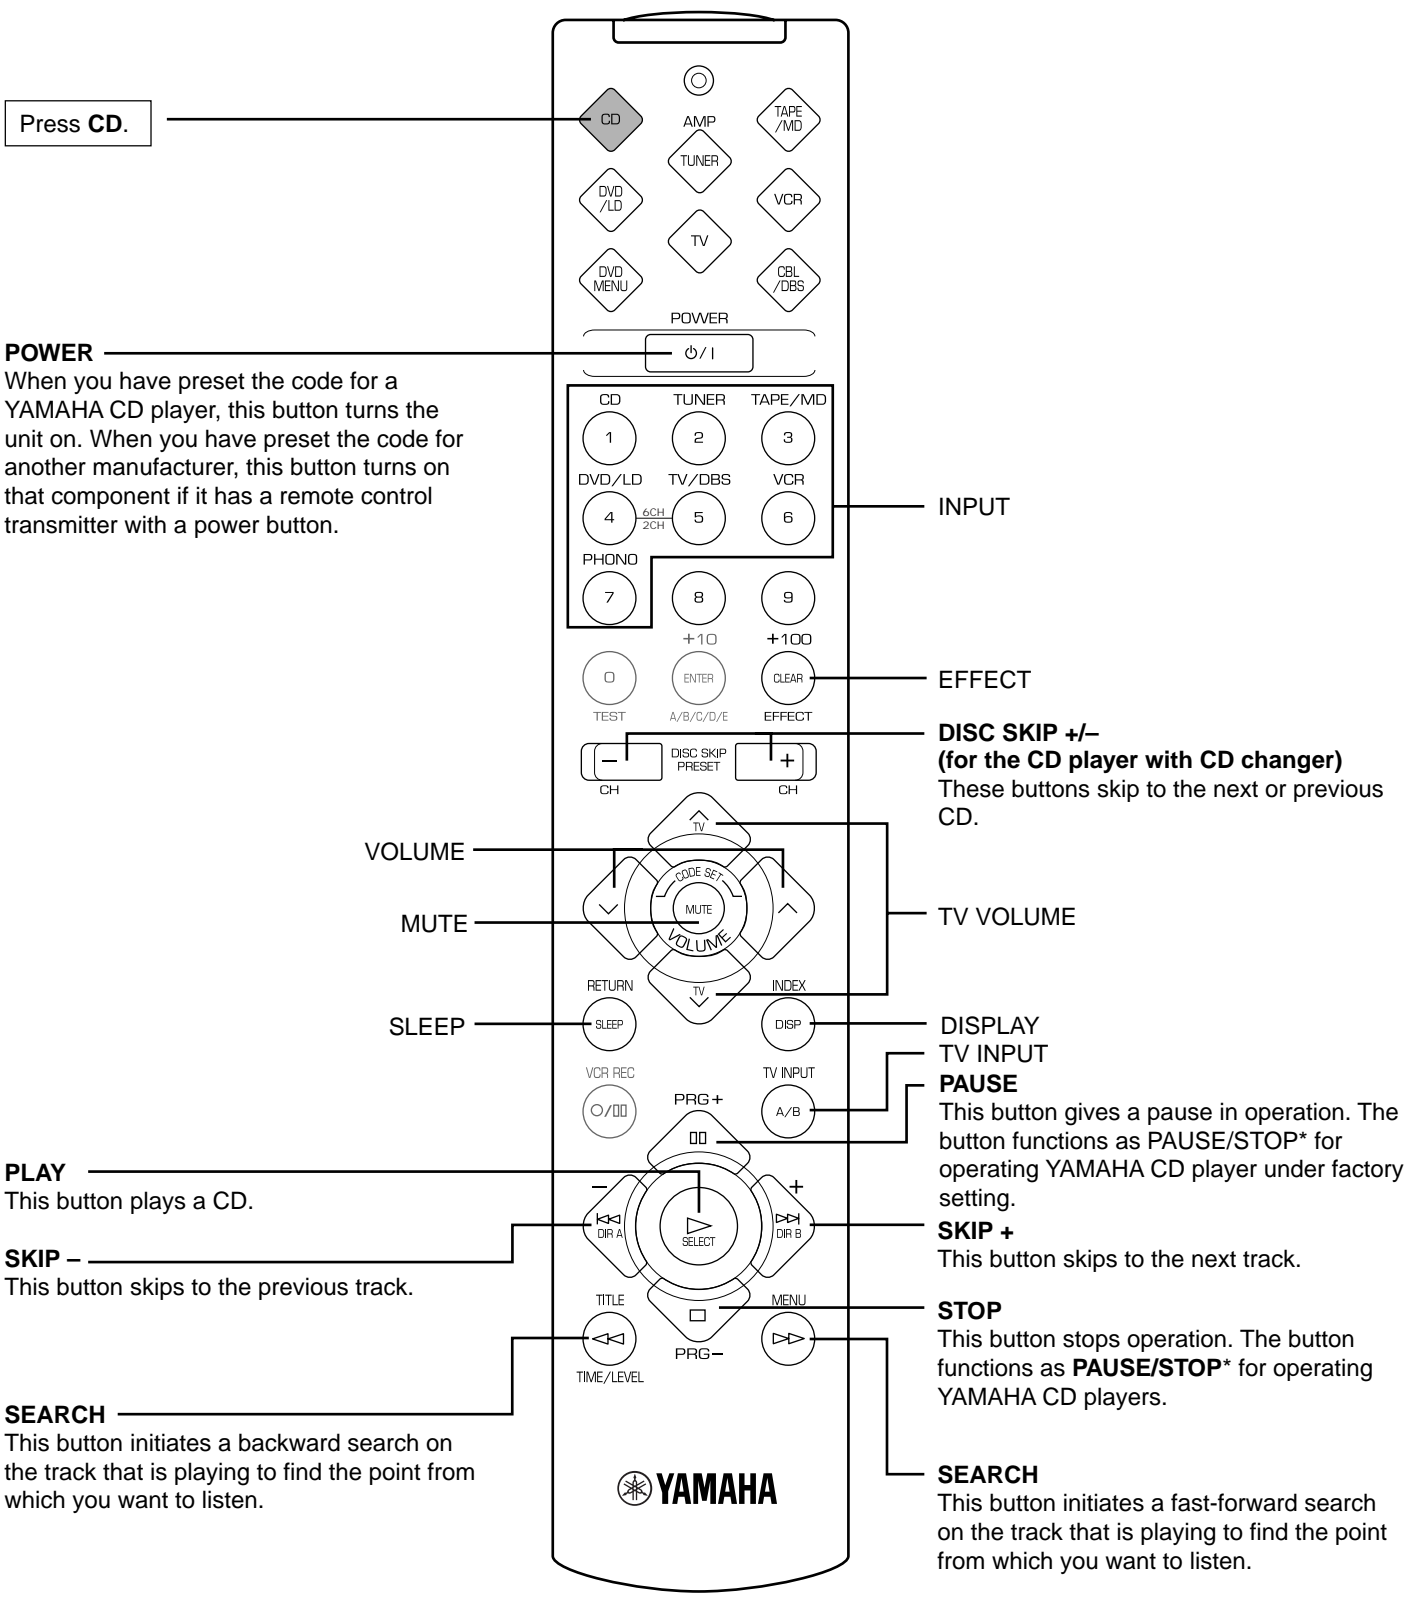 Press CD.
CD
AMP
TUNER
TAPE
/MD
DVD
/LD
TV
VCR
DVD
MENU
CBL
/DBS
POWER
/ I
POWER
When you have preset the code for a
YAMAHA CD player, this button turns the
unit on. When you have preset the code for
another manufacturer, this button turns on
that component if it has a remote control
transmitter with a power button.
CD TUNER TAPE/MD
1 2 3
DVD/LD TV/DBS VCR
4 6CH
2CH 5 6
INPUT
PHONO
7 8 9
+10 +100
0 ENTER CLEAR
TEST A/B/C/D/E EFFECT
EFFECT
DISC SKIP +/–
(for the CD player with CD changer)
These buttons skip to the next or previous
CD.
– DISC SKIP
PRESET +
CH CH
TV
VOLUME
CODE SET
MUTE
VOLUME
MUTE
TV VOLUME
TV
RETURN INDEX
SLEEP
SLEEP DISP
DISPLAY
TV INPUT
VCR REC TV INPUT
A/B
PAUSE
This button gives a pause in operation. The
button functions as PAUSE/STOP* for
operating YAMAHA CD player under factory
setting.
PRG+
PLAY
This button plays a CD.
– +
DIR A SELECT DIR B
SKIP +
This button skips to the next track.
SKIP –
This button skips to the previous track.
TITLE MENU
PRG–
TIME/LEVEL
STOP
This button stops operation. The button
functions as PAUSE/STOP* for operating
YAMAHA CD players.
SEARCH
This button initiates a backward search on
the track that is playing to find the point from
which you want to listen.
YAMAHA
SEARCH
This button initiates a fast-forward search
on the track that is playing to find the point
from which you want to listen.